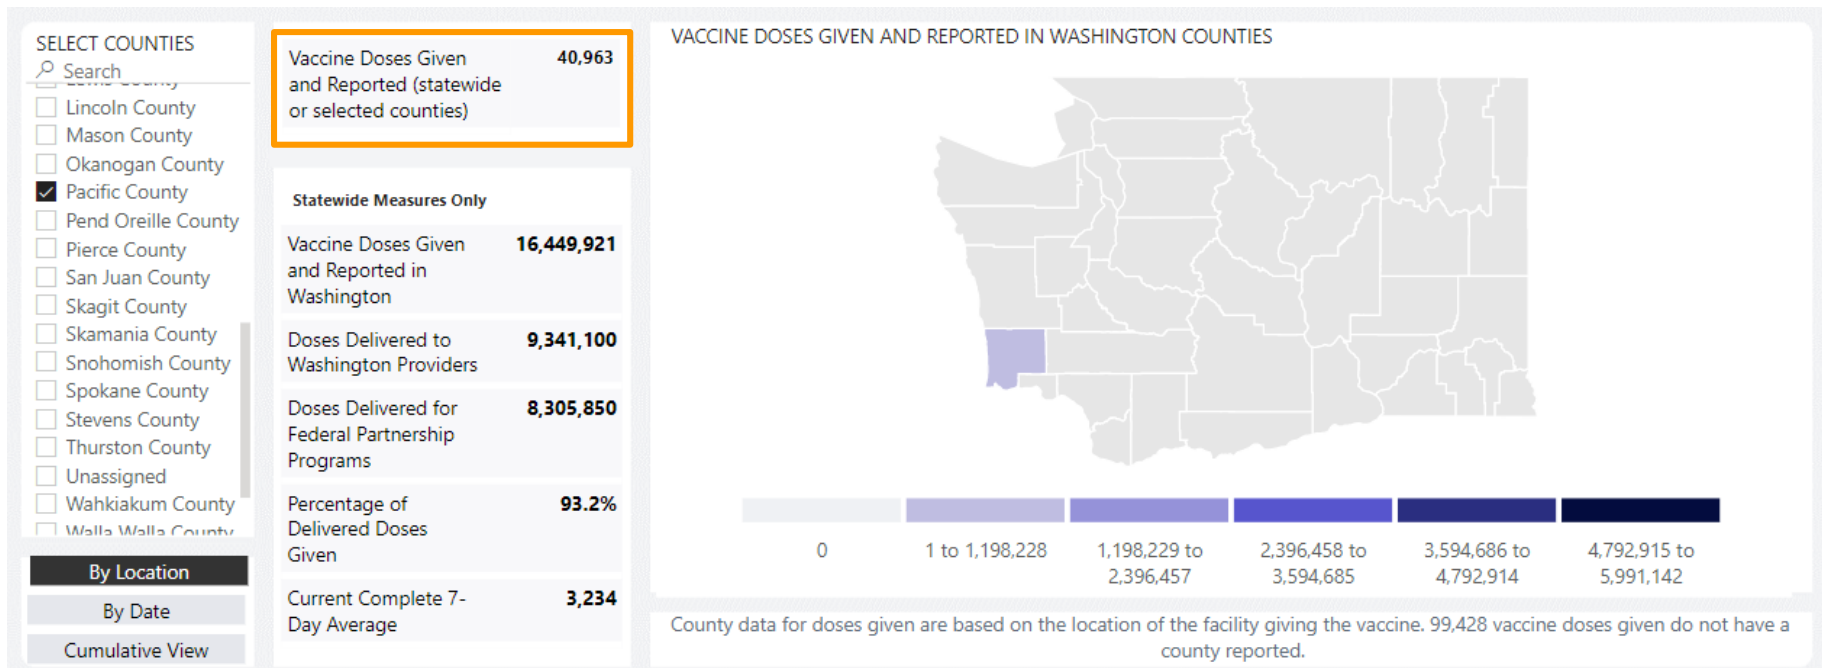 SELECT COUNTIES
Search
Lewis County
Lincoln County
Mason County
Okanogan County
Pacific County
Pend Oreille County
Pierce County
San Juan County
Skagit County
Skamania County
Snohomish County
Spokane County
Stevens County
Thurston County
Unassigned
Wahkiakum County
Walla Walla County
By Location
By Date
Cumulative View
Vaccine Doses Given 40,963
and Reported (statewide
or selected counties)
Statewide Measures Only
Vaccine Doses Given 16,449,921
and Reported in
Washington
Doses Delivered to 9,341,100
Washington Providers
Doses Delivered for 8,305,850
Federal Partnership
Programs
Percentage of 93.2%
Delivered Doses
Given
Current Complete 7- 3,234
Day Average
VACCINE DOSES GIVEN AND REPORTED IN WASHINGTON COUNTIES
0 1 to 1,198,228 1,198,229 to 2,396,458 to 3,594,686 to 4,792,915 to
2,396,457 3,594,685 4,792,914 5,991,142
County data for doses given are based on the location of the facility giving the vaccine. 99,428 vaccine doses given do not have a
county reported.